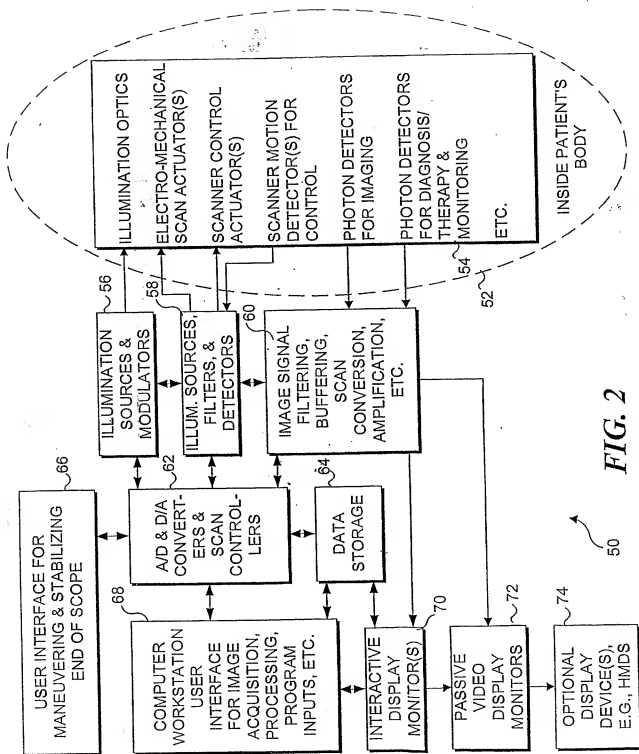 66
USER INTERFACE FOR
MANEUVERING & STABILIZING
END OF SCOPE
68
COMPUTER
WORKSTATION
USER
INTERFACE
FOR IMAGE
ACQUISITION,
PROCESSING,
PROGRAM
INPUTS, ETC.
62
A/D & D/A
CONVERT-
ERS &
SCAN
CONTROL-
LERS
64
DATA
STORAGE
56
ILLUMINATION
SOURCES &
MODULATORS
58
ILLUM. SOURCES,
FILTERS, &
DETECTORS
60
IMAGE SIGNAL
FILTERING,
BUFFERING,
SCAN
CONVERSION,
AMPLIFICATION,
ETC.
ILLUMINATION OPTICS
ELECTRO-MECHANICAL
SCAN ACTUATOR(S)
SCANNER CONTROL
ACTUATOR(S)
SCANNER MOTION
DETECTOR(S) FOR
CONTROL
PHOTON DETECTORS
FOR IMAGING
PHOTON DETECTORS
FOR DIAGNOSIS/
THERAPY &
MONITORING
ETC.
54
52
INSIDE PATIENT'S
BODY
70
INTERACTIVE
DISPLAY
MONITOR(S)
72
PASSIVE
VIDEO
DISPLAY
MONITORS
74
OPTIONAL
DISPLAY
DEVICE(S),
E.G., HMDS
50
FIG. 2